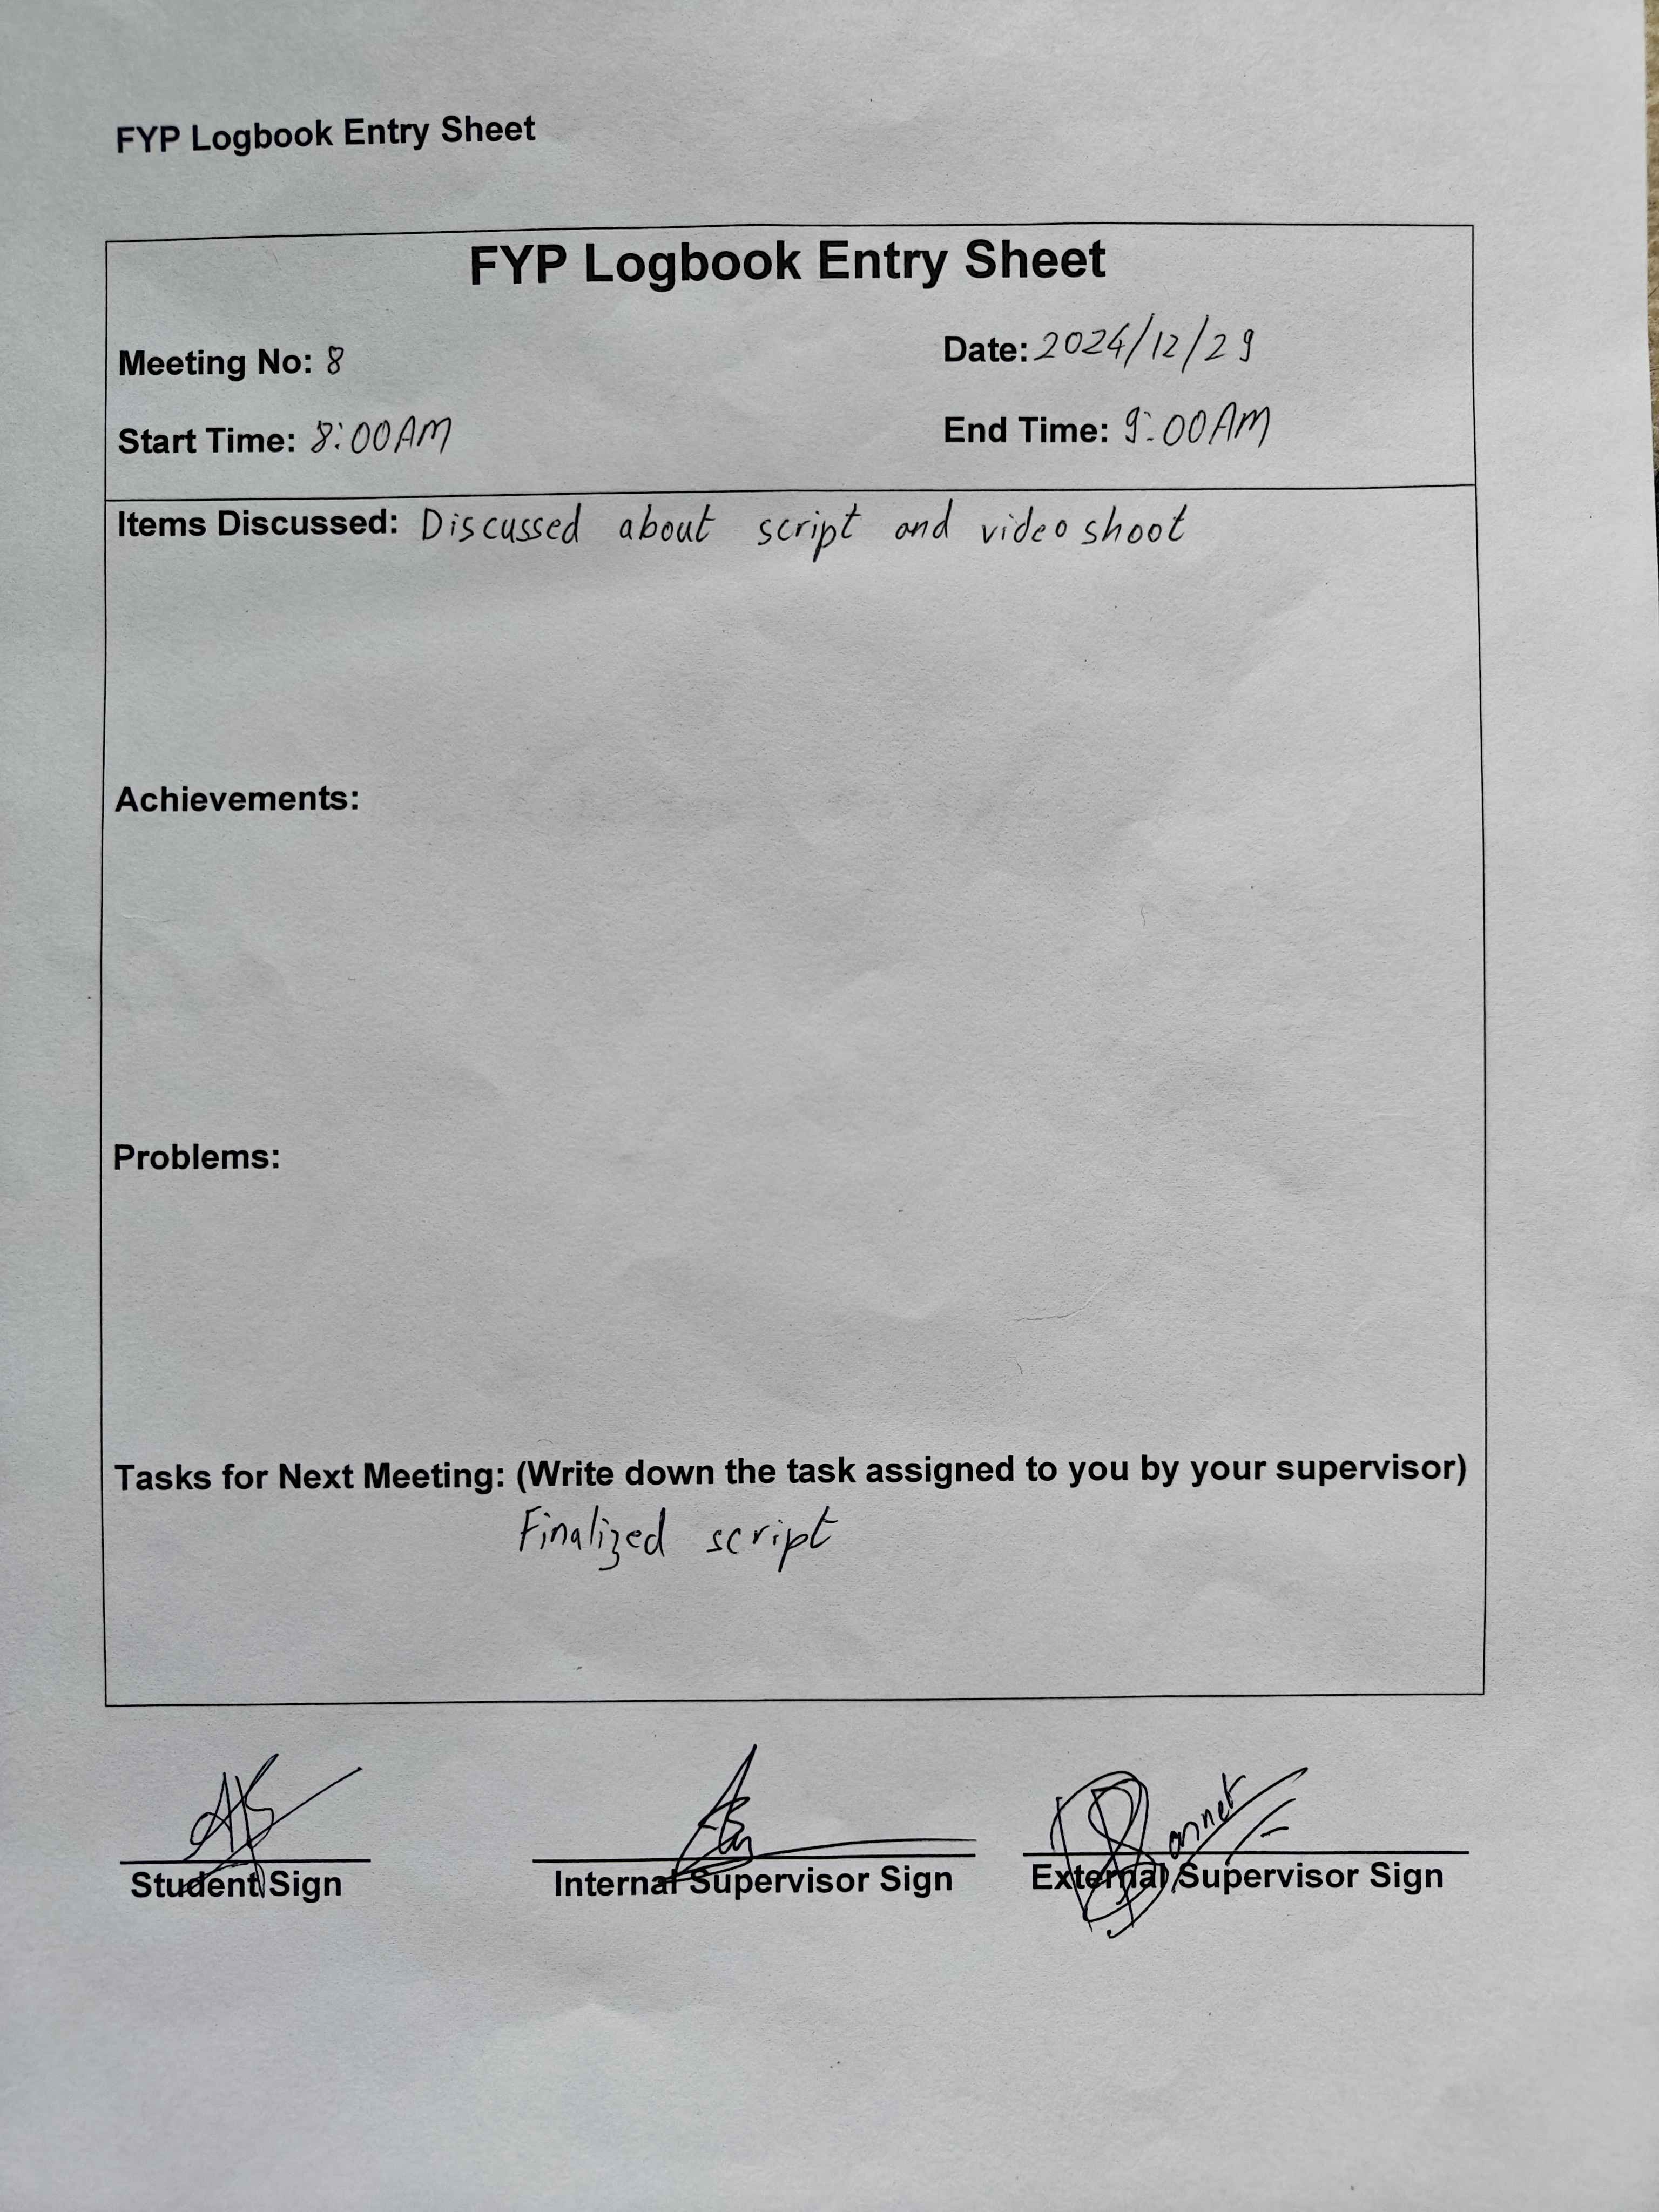 FYP Logbook Entry Sheet
FYP Logbook Entry Sheet
Meeting No: 8
Date: 2024/12/29
Start Time: 8:00AM
End Time: 9:00AM
Items Discussed: Discussed about script and video shoot
Achievements:
Problems:
Tasks for Next Meeting: (Write down the task assigned to you by your supervisor)
Finalized script
Student Sign
Internal Supervisor Sign
External Supervisor Sign